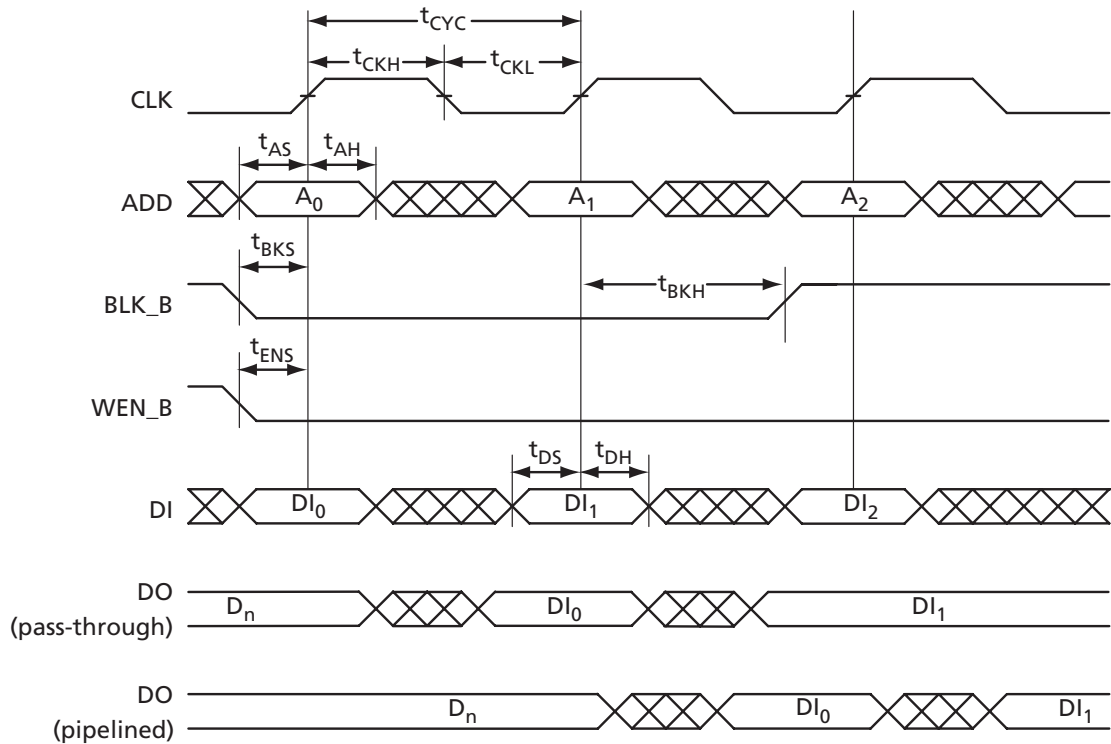 tCYC
tCKH tCKL
CLK
tAS tAH
ADD A0 A1 A2
tBKS
tBKH
BLK_B
tENS
WEN_B
tDS tDH
DI DI0 DI1 DI2
DO
(pass-through)
Dn DI0 DI1
DO
(pipelined)
Dn DI0 DI1